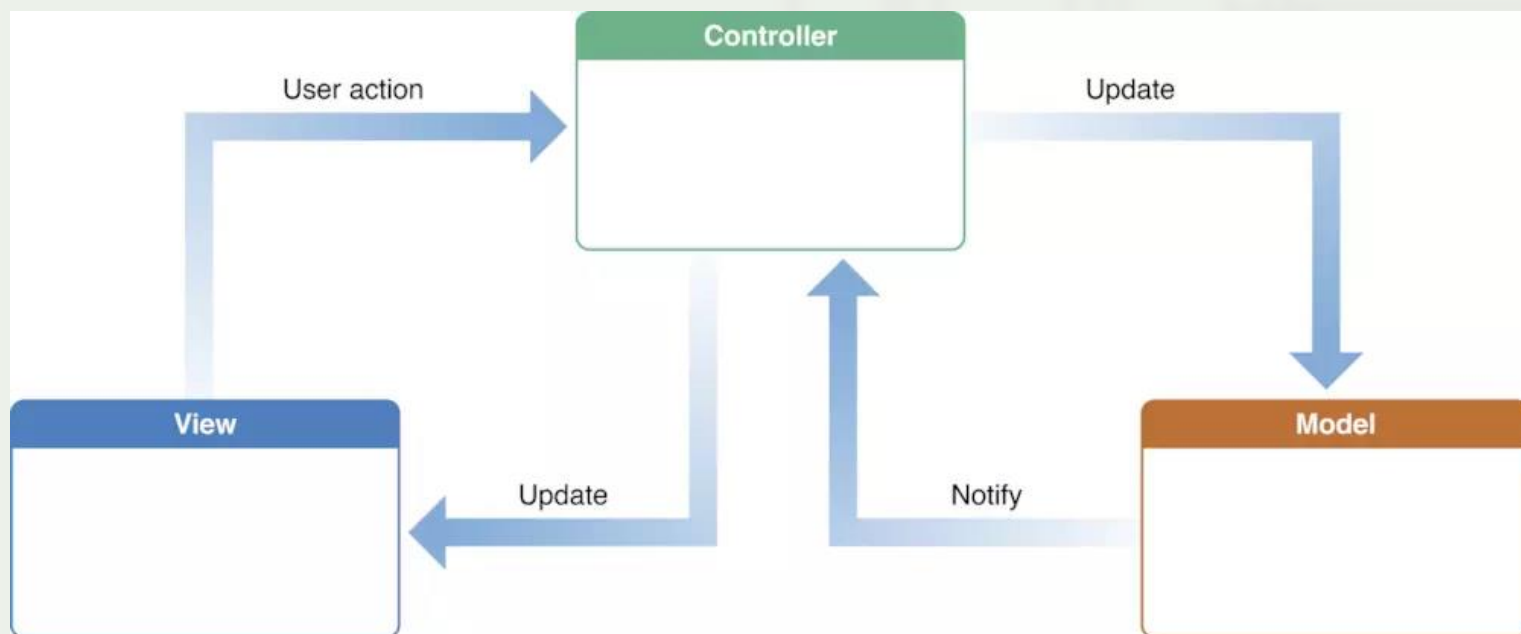 Controller
User action
Update
View
Model
Update
Notify